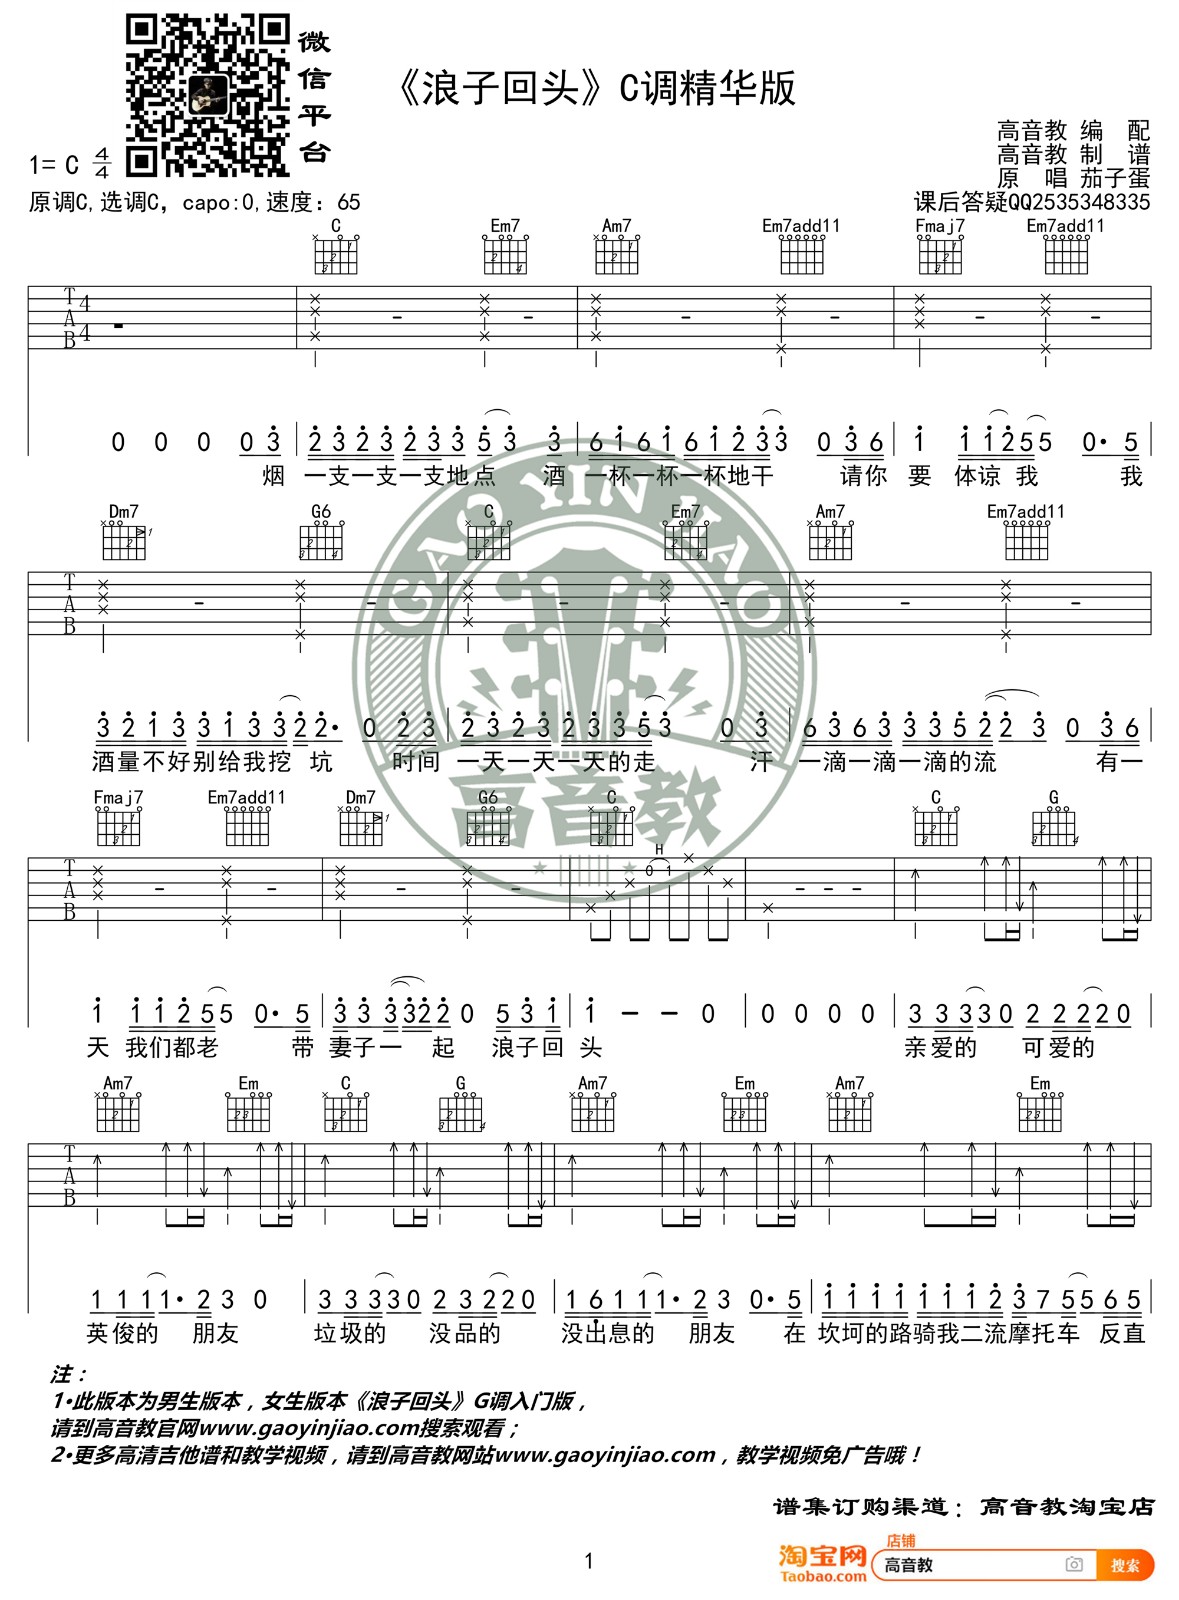 微信平台
《浪子回头》C调精华版
高音教 编 配
高音教 制 谱
原 唱 茄子蛋
课后答疑QQ2535348335
1= C 4/4
原调C,选调C，capo:0,速度：65
C Em7 Am7 Em7add11 Fmaj7 Em7add11
T A B 4 4
0 0 0 0 3 2 3 2 3 2 3 3 5 3 3 6 1 6 1 6 1 2 3 3 0 3 6 1 1 1 2 5 5 0· 5
烟 一支一支一支地点 酒 一杯一杯一杯地干 请你 要 体谅 我 我
Dm7 G6 C Em7 Am7 Em7add11
T A B
3 2 1 3 3 1 3 3 2 2· 0 2 3 2 3 2 3 2 3 3 5 3 0 3 6 3 6 3 3 3 5 2 2 3 0 3 6
酒量不好别给我挖 坑 时间 一天一天一天的走 汗 一滴一滴一滴的流 有一
Fmaj7 Em7add11 Dm7 G6 C C G
H
T A B 0 1
1 1 1 2 5 5 0· 5 3 3 3 3 2 2 0 5 3 1 1 – – 0 0 0 0 0 3 3 3 3 0 2 2 2 2 0
天 我们都老 带 妻子一 起 浪子回 头 亲爱的 可爱的
Am7 Em C G Am7 Em Am7 Em
T A B
1 1 1 1 1· 2 3 0 3 3 3 3 0 2 3 2 2 0 1 6 1 1 1· 2 3 0· 5 1 1 1 1 1 1 2 3 7 5 5 6 5
英俊的 朋友 垃圾的 没品的 沒出息的 朋友 在 坎坷的路骑我二流摩托车 反直
注：
1•此版本为男生版本，女生版本《浪子回头》G调入门版，
请到高音教官网www.gaoyinjiao.com搜索观看；
2•更多高清吉他谱和教学视频，请到高音教网站www.gaoyinjiao.com，教学视频免广告哦！
谱集订购渠道：高音教淘宝店
店铺
淘宝网 高音教 搜索
Taobao.com
1
GAO YIN JIAO
高音教